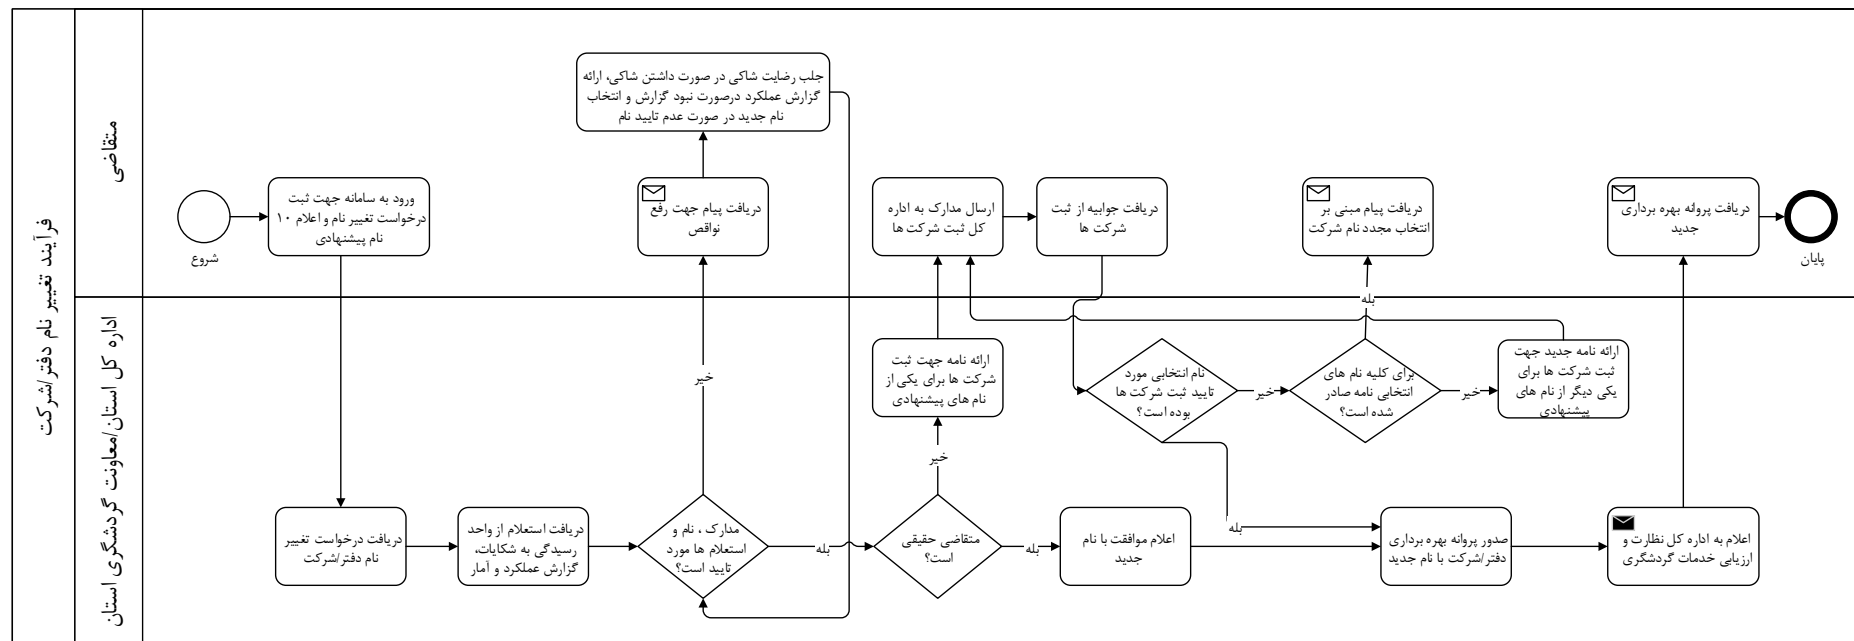 فرآیند تغییر نام دفتر/شرکت
متقاضی
اداره کل استان/معاونت گردشگری استان
شروع
ورود به سامانه جهت ثبت
درخواست تغییر نام و اعلام ۱۰
نام پیشنهادی
دریافت درخواست تغییر
نام دفتر/شرکت
دریافت استعلام از واحد
رسیدگی به شکایات،
گزارش عملکرد و آمار
مدارک ، نام و
استعلام ها مورد
تایید است؟
خیر
دریافت پیام جهت رفع
نواقص
جلب رضایت شاکی در صورت داشتن شاکی، ارائه
گزارش عملکرد درصورت نبود گزارش و انتخاب
نام جدید در صورت عدم تایید نام
بله
متقاضی حقیقی
است؟
خیر
ارائه نامه جهت ثبت
شرکت ها برای یکی از
نام های پیشنهادی
ارسال مدارک به اداره
کل ثبت شرکت ها
دریافت جوابیه از ثبت
شرکت ها
نام انتخابی مورد
تایید ثبت شرکت ها
بوده است؟
خیر
برای کلیه نام های
انتخابی نامه صادر
شده است؟
بله
دریافت پیام مبنی بر
انتخاب مجدد نام شرکت
خیر
ارائه نامه جدید جهت
ثبت شرکت ها برای
یکی دیگر از نام های
پیشنهادی
بله
اعلام موافقت با نام
جدید
بله
صدور پروانه بهره برداری
دفتر/شرکت با نام جدید
اعلام به اداره کل نظارت و
ارزیابی خدمات گردشگری
دریافت پروانه بهره برداری
جدید
پایان